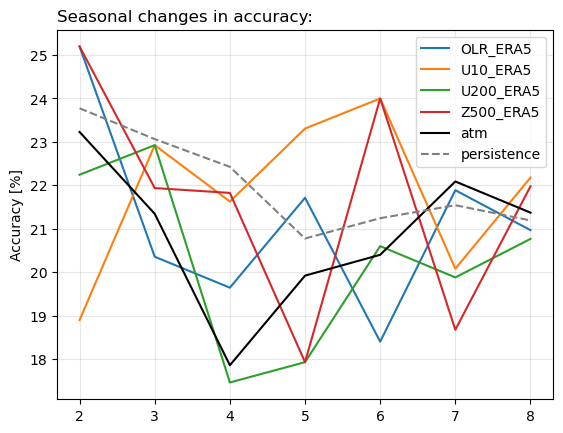 Seasonal changes in accuracy:
Accuracy [%]
25
24
23
22
21
20
19
18
2 3 4 5 6 7 8
OLR_ERA5
U10_ERA5
U200_ERA5
Z500_ERA5
atm
persistence